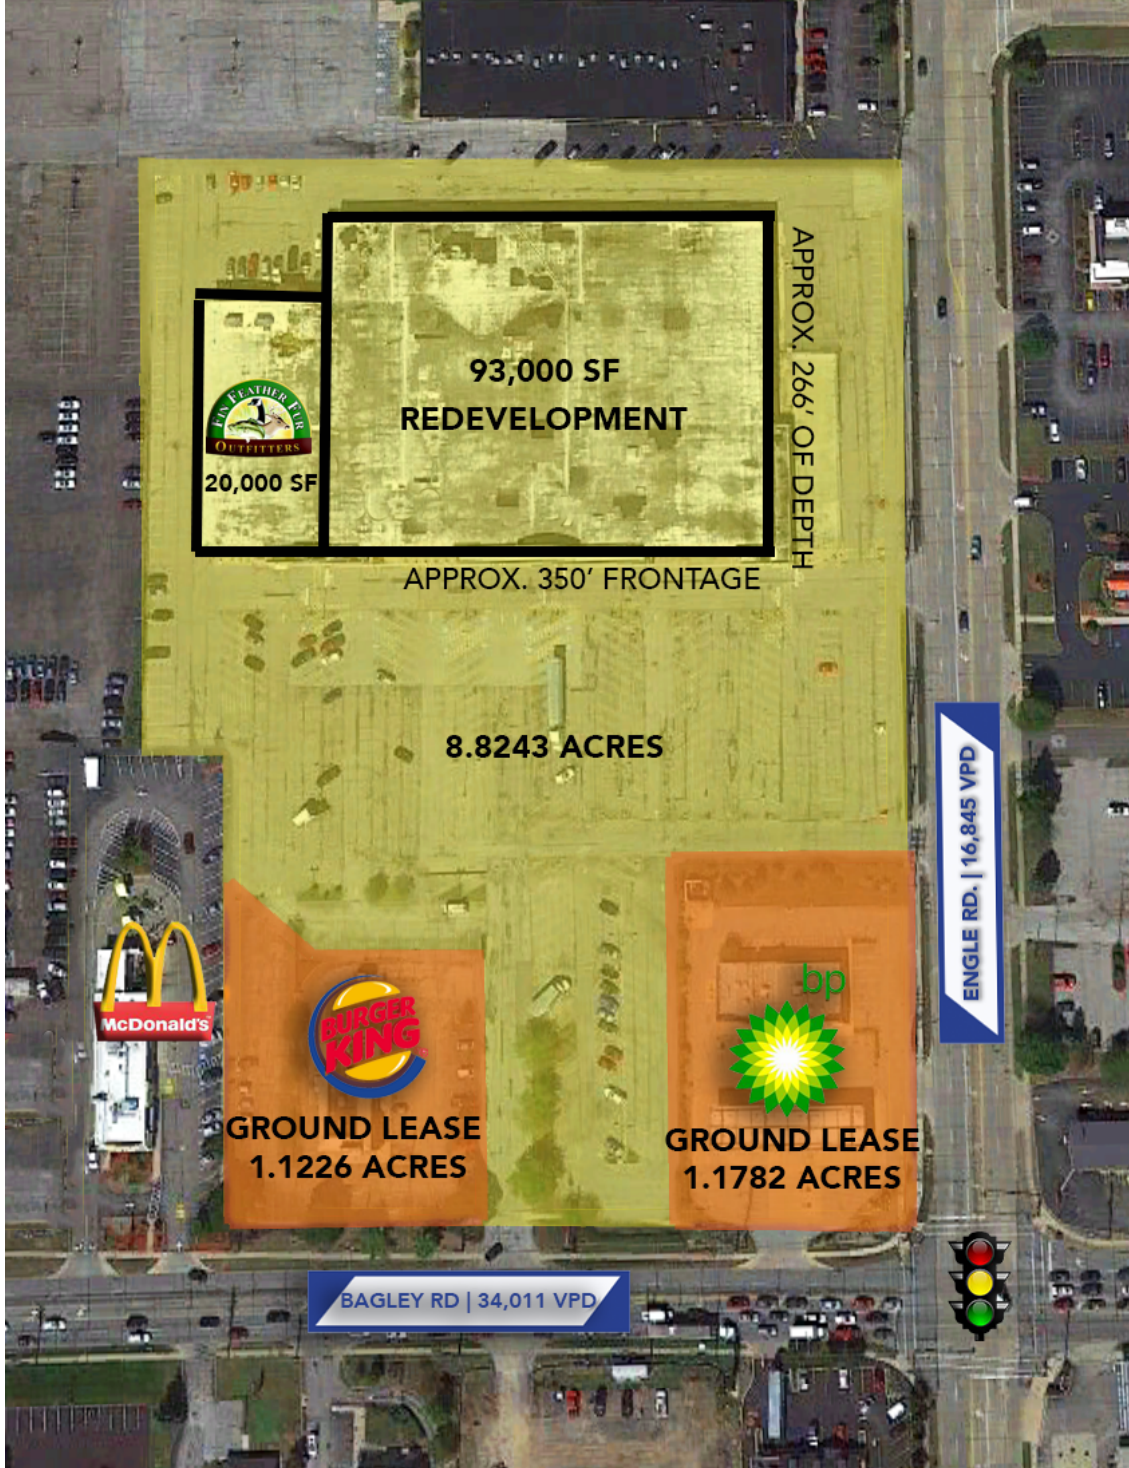 93,000 SF
REDEVELOPMENT
APPROX. 266' OF DEPTH
FIN FEATHER FUR
OUTFITTERS
20,000 SF
APPROX. 350' FRONTAGE
8.8243 ACRES
ENGLE RD. | 16,845 VPD
McDonald's
BURGER
KING
GROUND LEASE
1.1226 ACRES
bp
GROUND LEASE
1.1782 ACRES
BAGLEY RD | 34,011 VPD